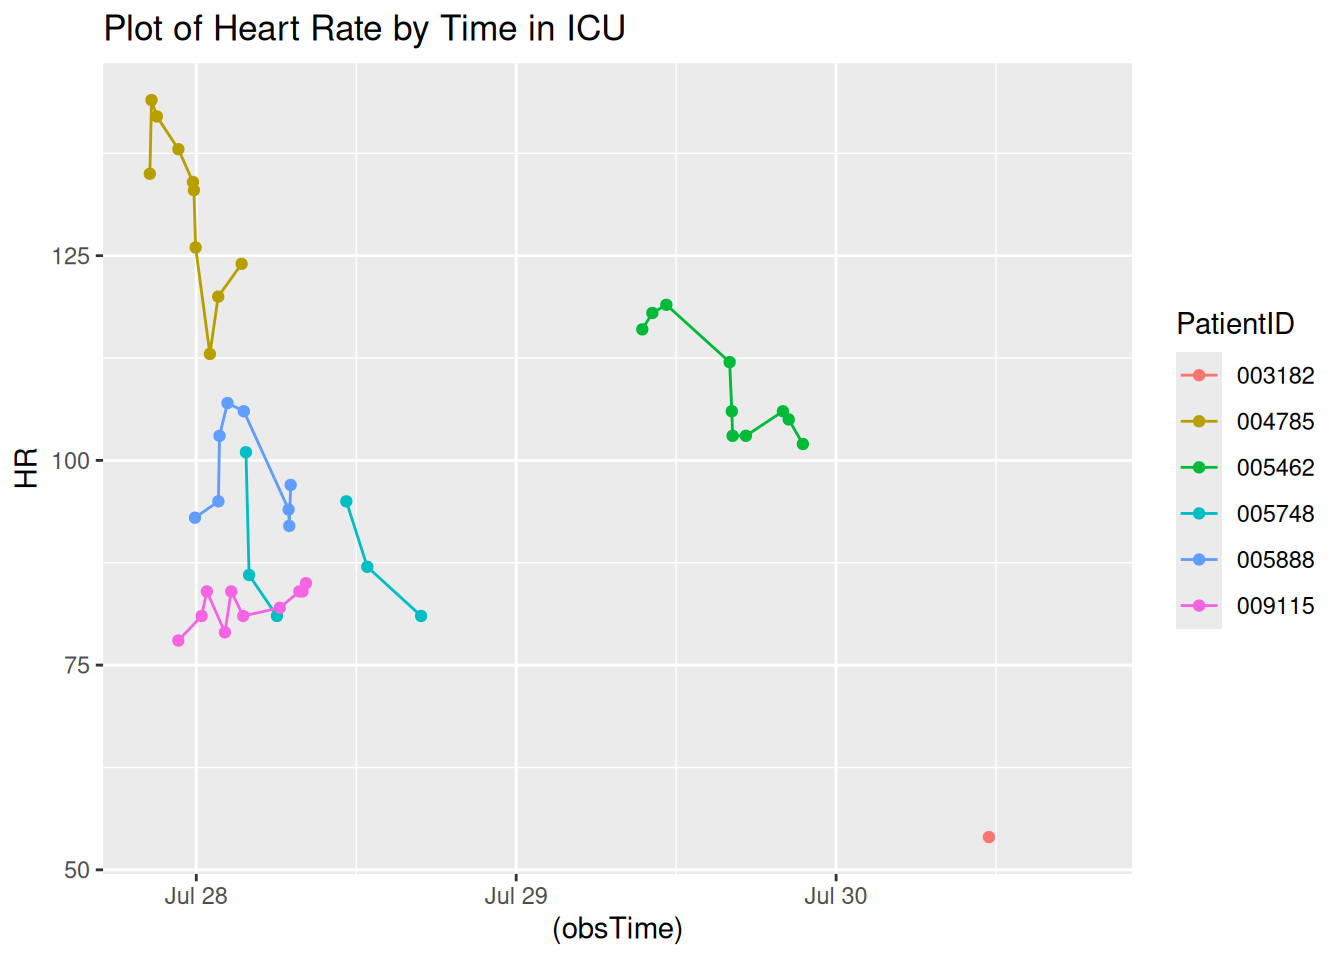 Plot of Heart Rate by Time in ICU
HR
125
100
75
50
Jul 28
Jul 29
Jul 30
(obsTime)
PatientID
003182
004785
005462
005748
005888
009115